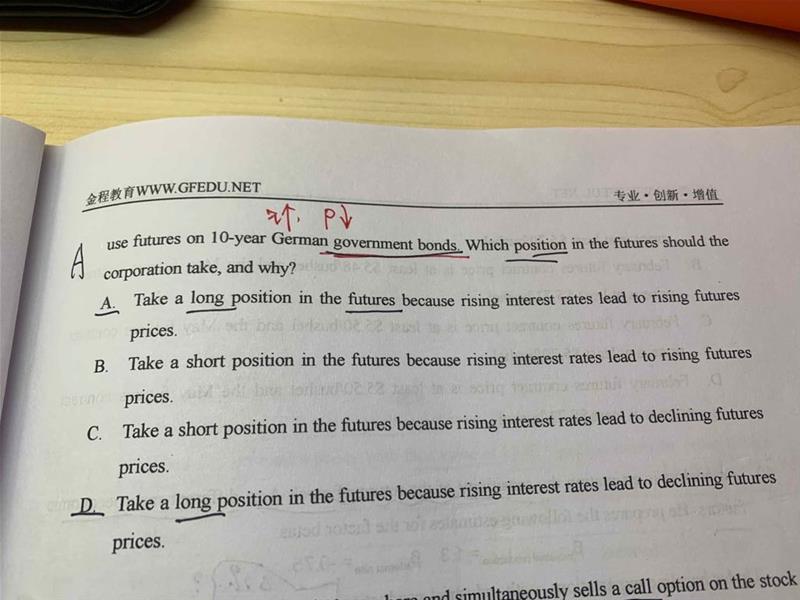 金程教育WWW.GFEDU.NET 专业·创新·增值
r↑. P↓
A use futures on 10-year German government bonds. Which position in the futures should the
corporation take, and why?
A. Take a long position in the futures because rising interest rates lead to rising futures
prices.
B. Take a short position in the futures because rising interest rates lead to rising futures
prices.
C. Take a short position in the futures because rising interest rates lead to declining futures
prices.
D. Take a long position in the futures because rising interest rates lead to declining futures
prices.
and simultaneously sells a call option on the stock